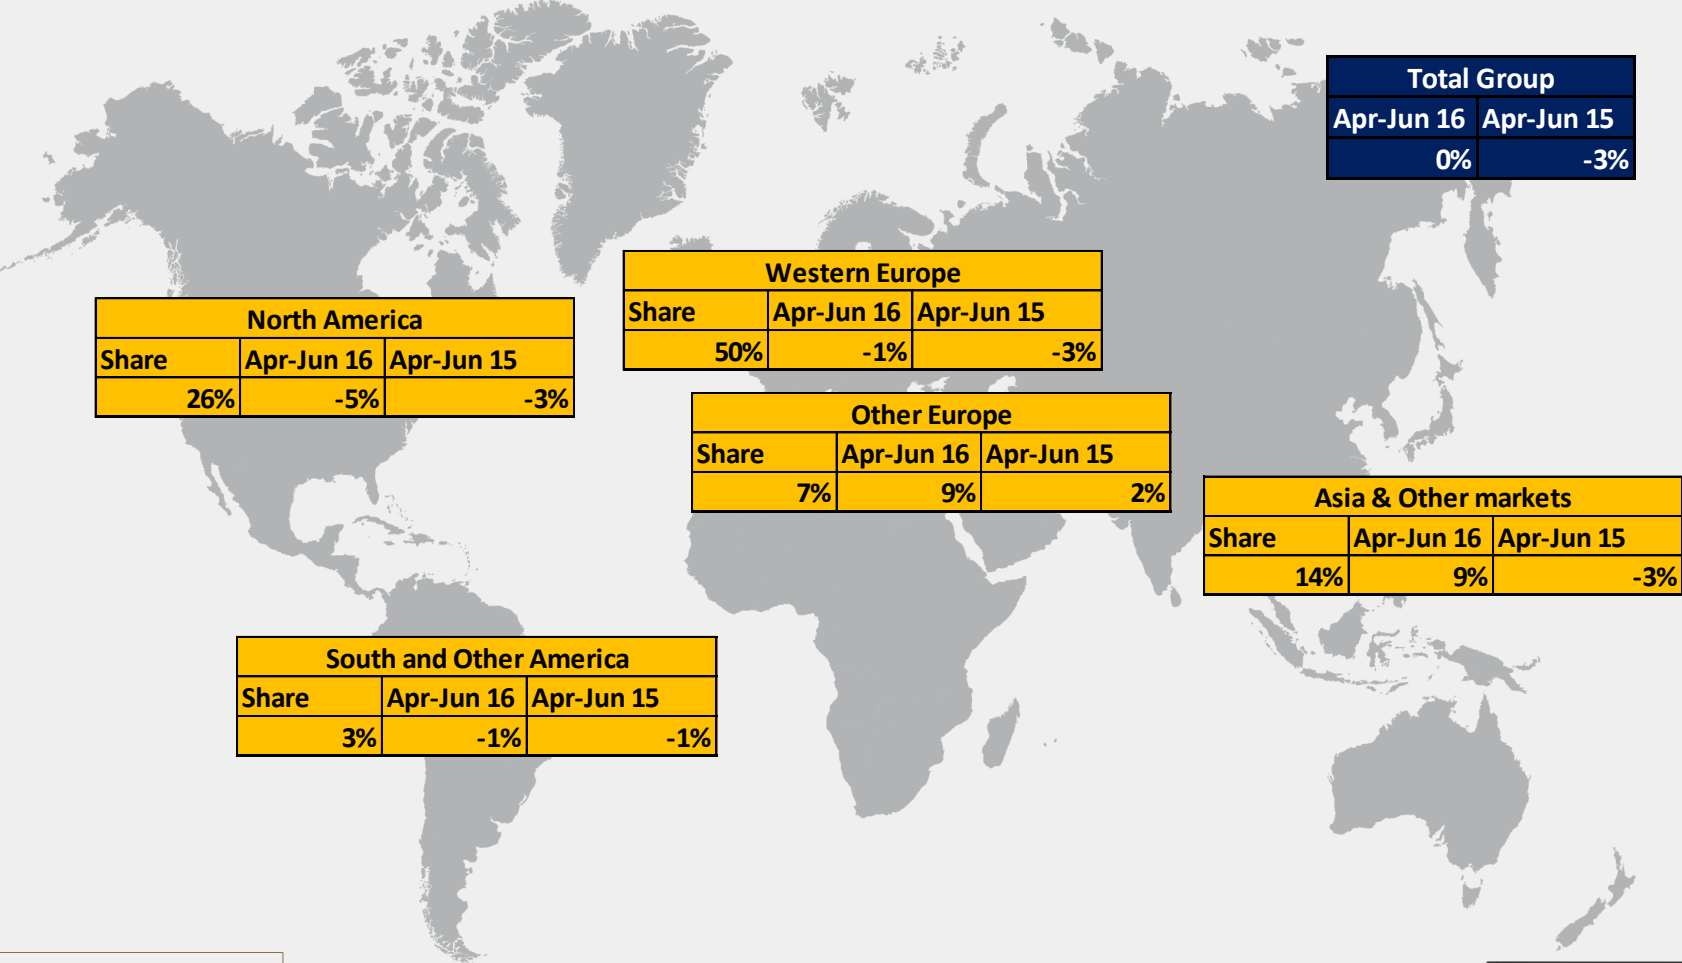 Total Group
Apr-Jun 16 Apr-Jun 15
0% -3%
Western Europe
Share Apr-Jun 16 Apr-Jun 15
50% -1% -3%
North America
Share Apr-Jun 16 Apr-Jun 15
26% -5% -3%
Other Europe
Share Apr-Jun 16 Apr-Jun 15
7% 9% 2%
Asia & Other markets
Share Apr-Jun 16 Apr-Jun 15
14% 9% -3%
South and Other America
Share Apr-Jun 16 Apr-Jun 15
3% -1% -1%